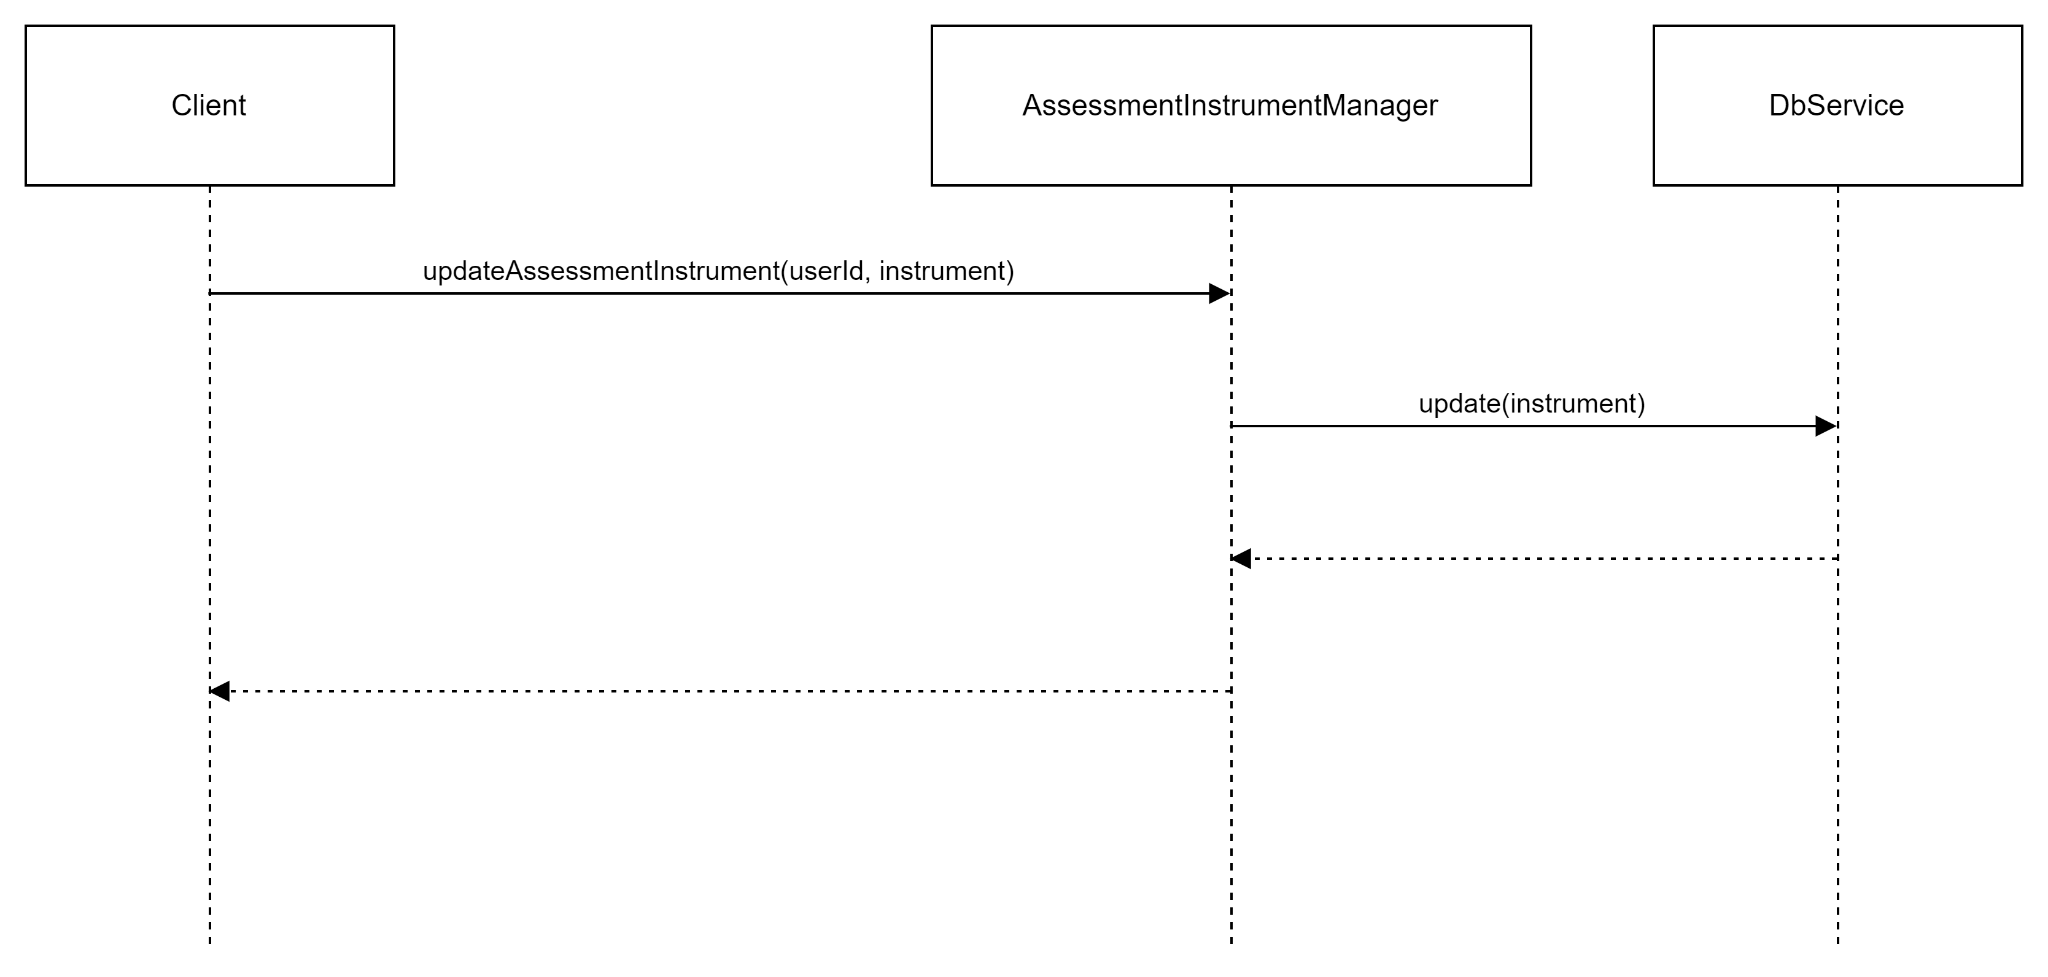 Client
AssessmentInstrumentManager
DbService
updateAssessmentInstrument(userId, instrument)
update(instrument)